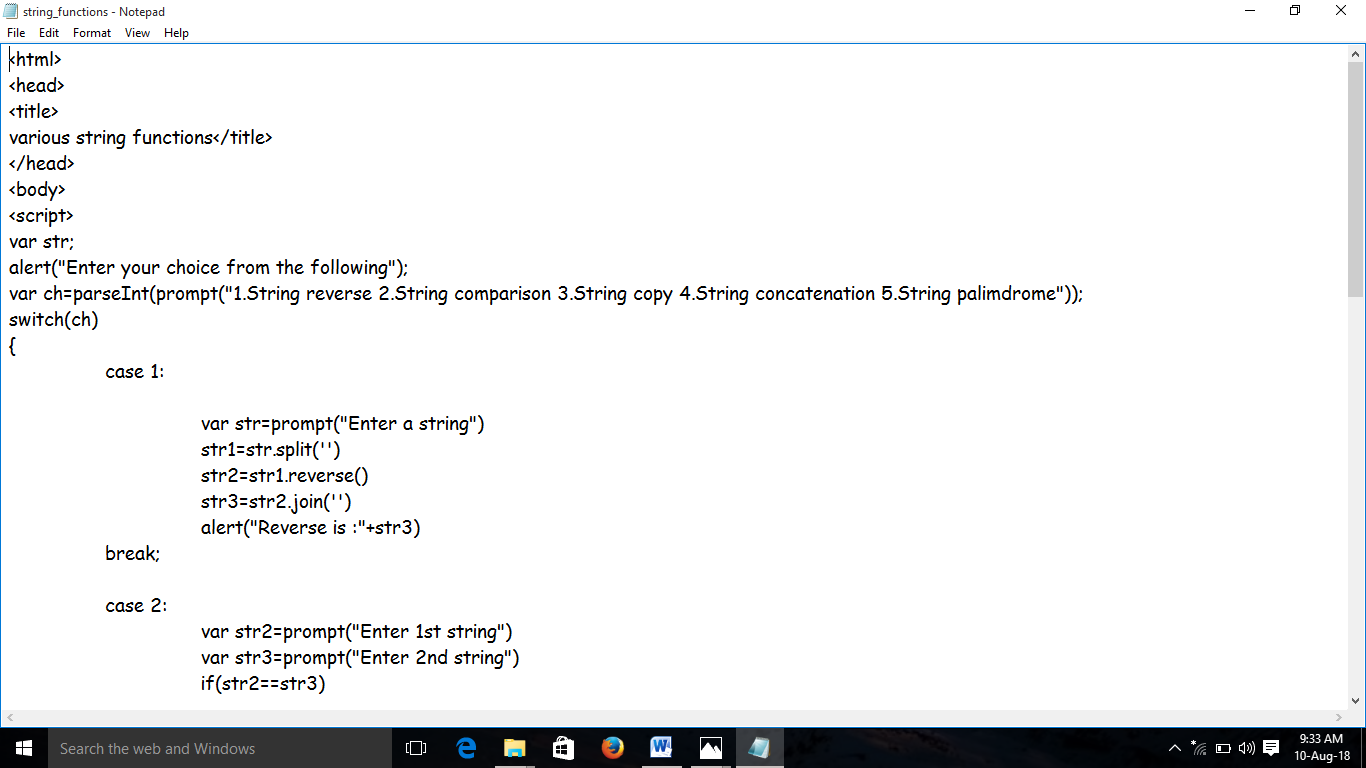 string_functions - Notepad
File Edit Format View Help
<html>
<head>
<title>
various string functions</title>
</head>
<body>
<script>
var str;
alert("Enter your choice from the following");
var ch=parseInt(prompt("1.String reverse 2.String comparison 3.String copy 4.String concatenation 5.String palimdrome"));
switch(ch)
{
case 1:
var str=prompt("Enter a string")
str1=str.split('')
str2=str1.reverse()
str3=str2.join('')
alert("Reverse is :"+str3)
break;
case 2:
var str2=prompt("Enter 1st string")
var str3=prompt("Enter 2nd string")
if(str2==str3)
Search the web and Windows
9:33 AM
10-Aug-18